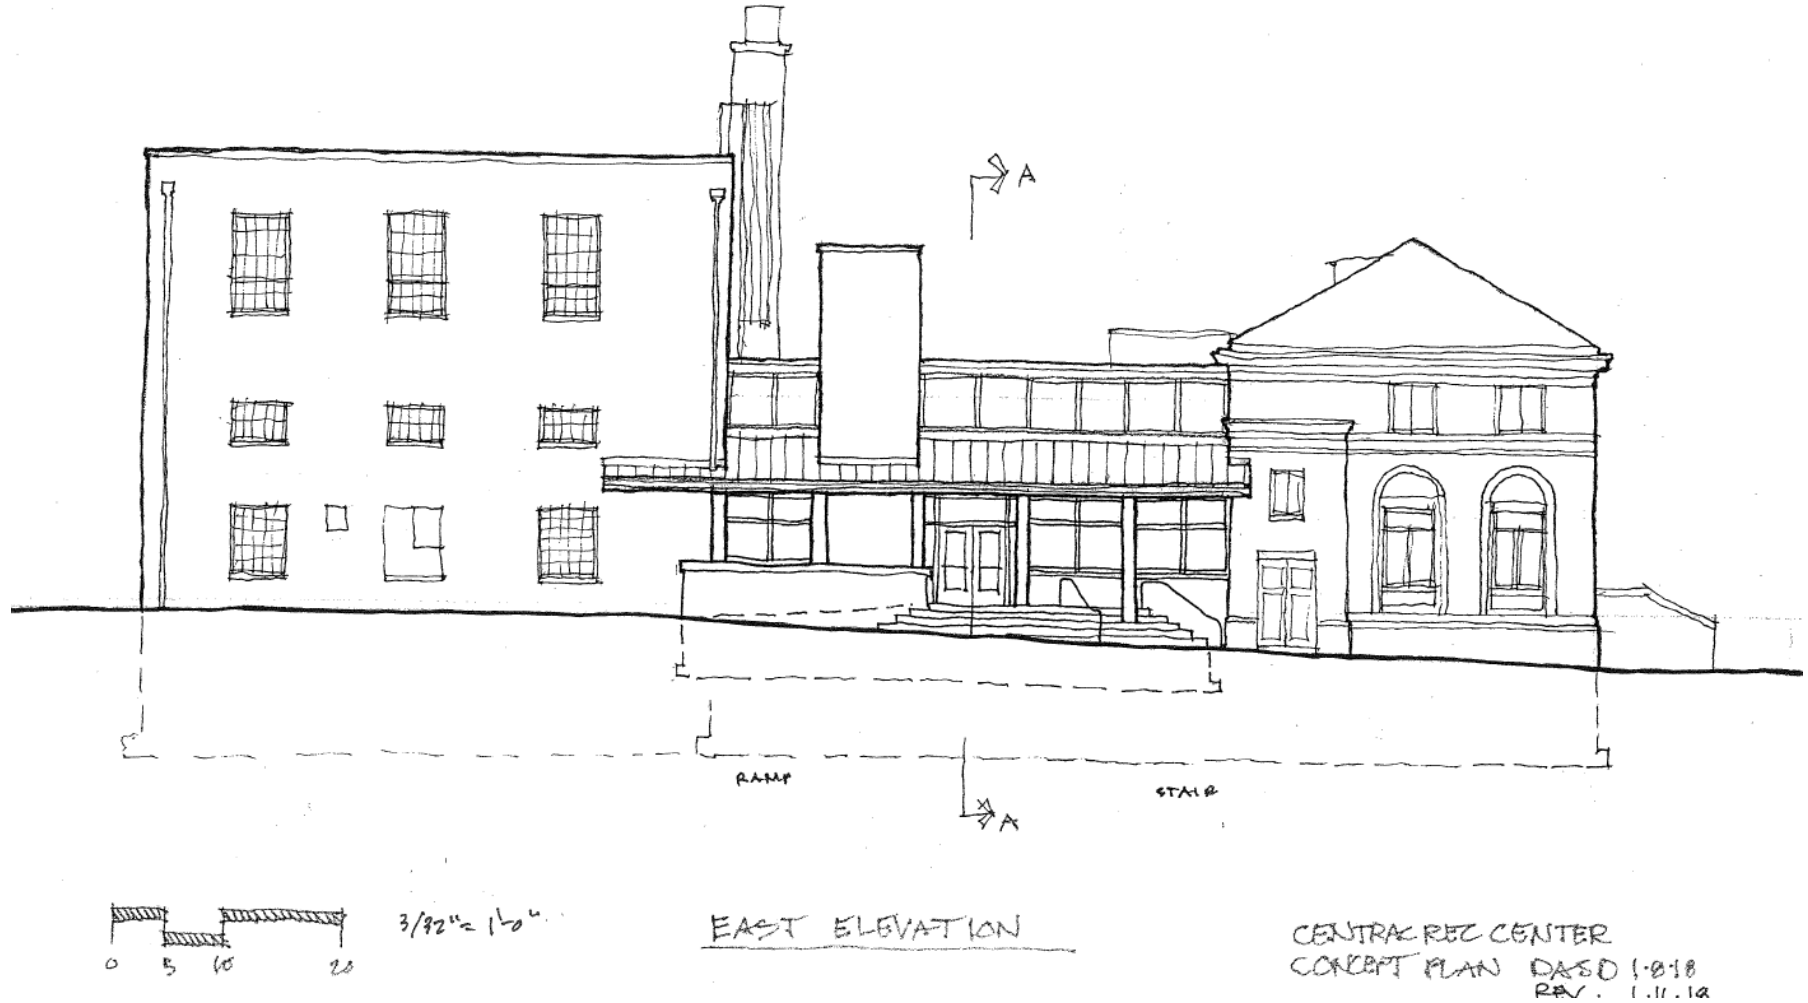 A
RAMP
STAIR
A
3/32" = 1'-0"
0 5 10 20
EAST ELEVATION
CENTRAL REC CENTER
CONCEPT PLAN DASD 1-8-18
REV. 1.11.18